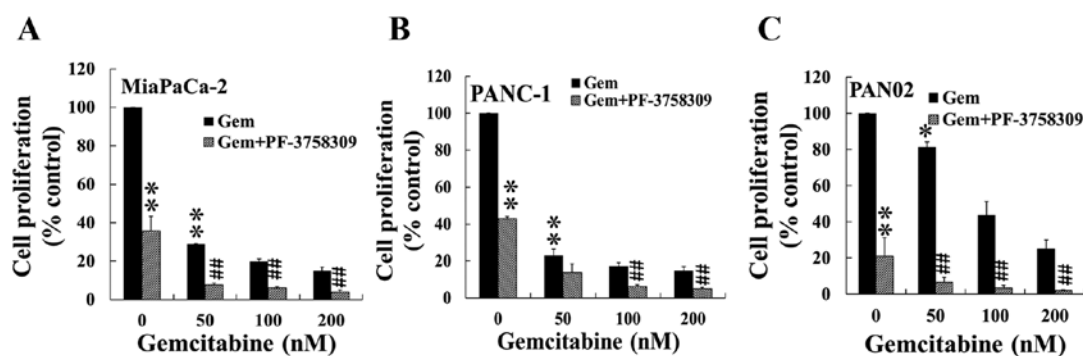 A
Cell proliferation
(% control)
120
100
80
60
40
20
0
MiaPaCa-2
Gem
Gem+PF-3758309
**
**
##
##
##
0 50 100 200
Gemcitabine (nM)
B
Cell proliferation
(% control)
120
100
80
60
40
20
0
PANC-1
Gem
Gem+PF-3758309
**
**
##
##
0 50 100 200
Gemcitabine (nM)
C
Cell proliferation
(% control)
120
100
80
60
40
20
0
PAN02
Gem
Gem+PF-3758309
**
*
##
##
##
0 50 100 200
Gemcitabine (nM)